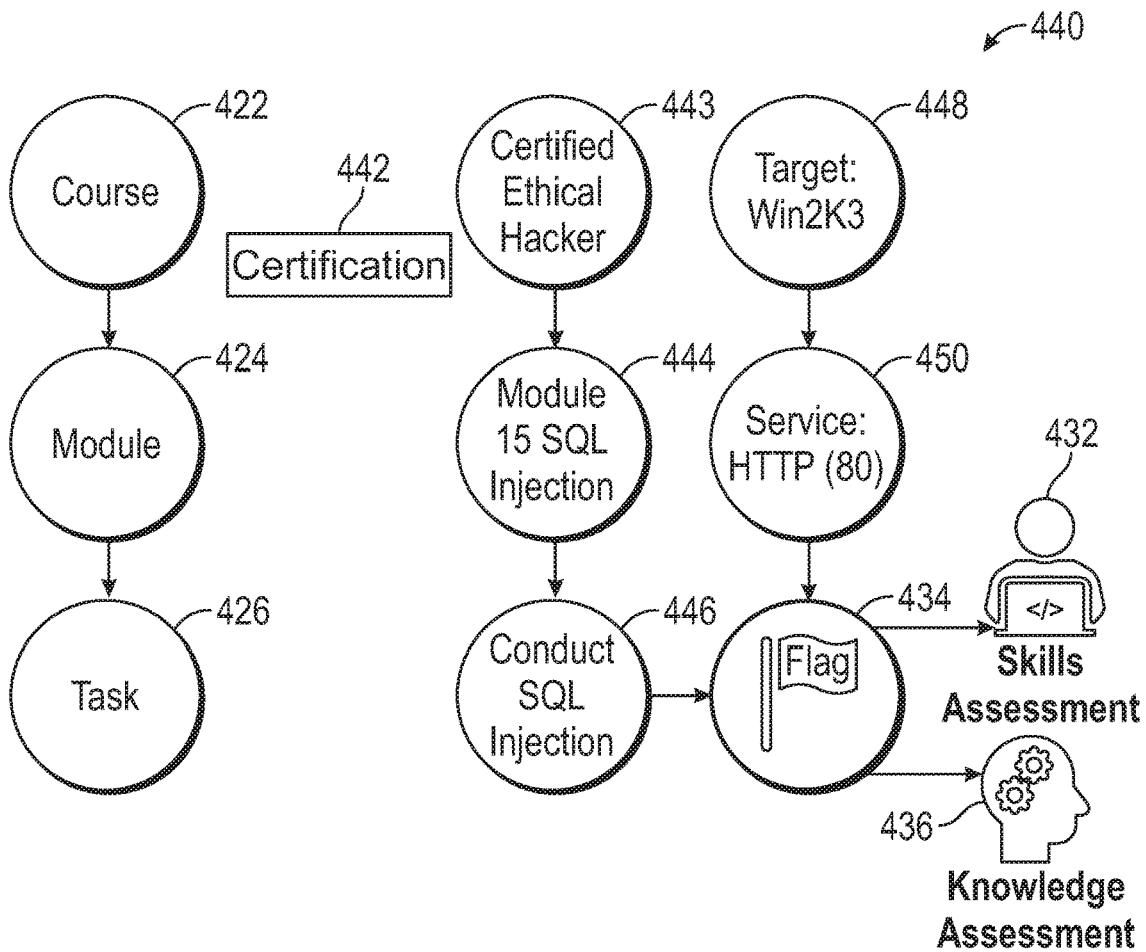 440
422
443
448
Course
442
Certification
Certified
Ethical
Hacker
Target:
Win2K3
424
444
450
Module
Module
15 SQL
Injection
Service:
HTTP (80)
432
426
446
434
Task
Conduct
SQL
Injection
Flag
</>
Skills
Assessment
436
Knowledge
Assessment